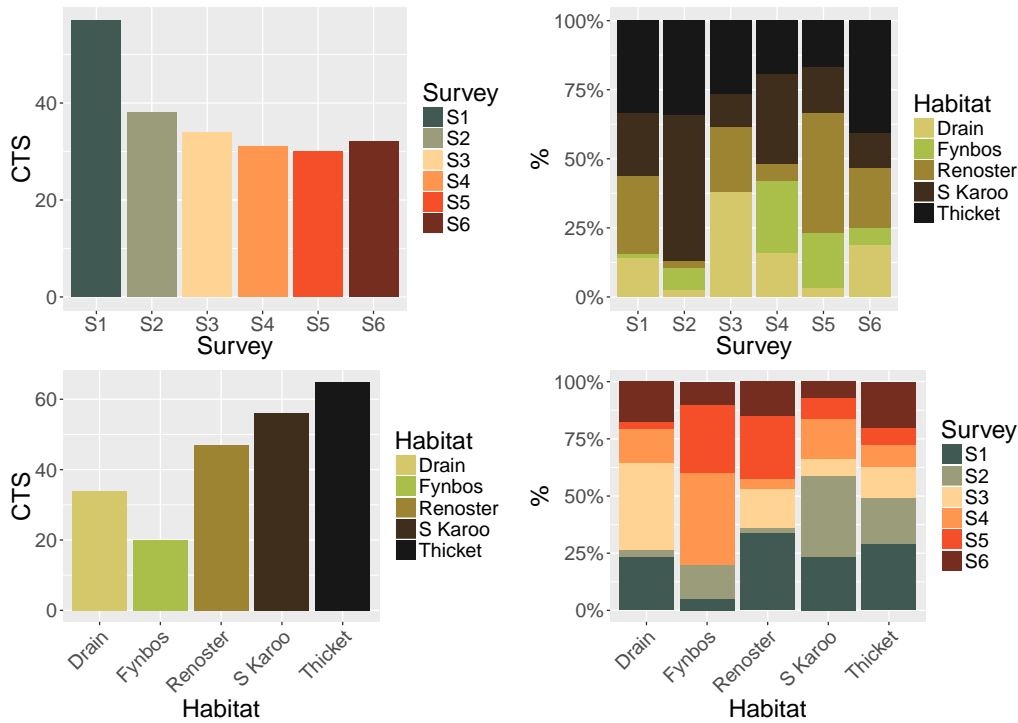 CTS
40
20
0
S1 S2 S3 S4 S5 S6
Survey
Survey
S1
S2
S3
S4
S5
S6
%
100%
75%
50%
25%
0%
S1 S2 S3 S4 S5 S6
Survey
Habitat
Drain
Fynbos
Renoster
S Karoo
Thicket
CTS
60
40
20
0
Drain Fynbos Renoster S Karoo Thicket
Habitat
Habitat
Drain
Fynbos
Renoster
S Karoo
Thicket
%
100%
75%
50%
25%
0%
Drain Fynbos Renoster S Karoo Thicket
Habitat
Survey
S1
S2
S3
S4
S5
S6